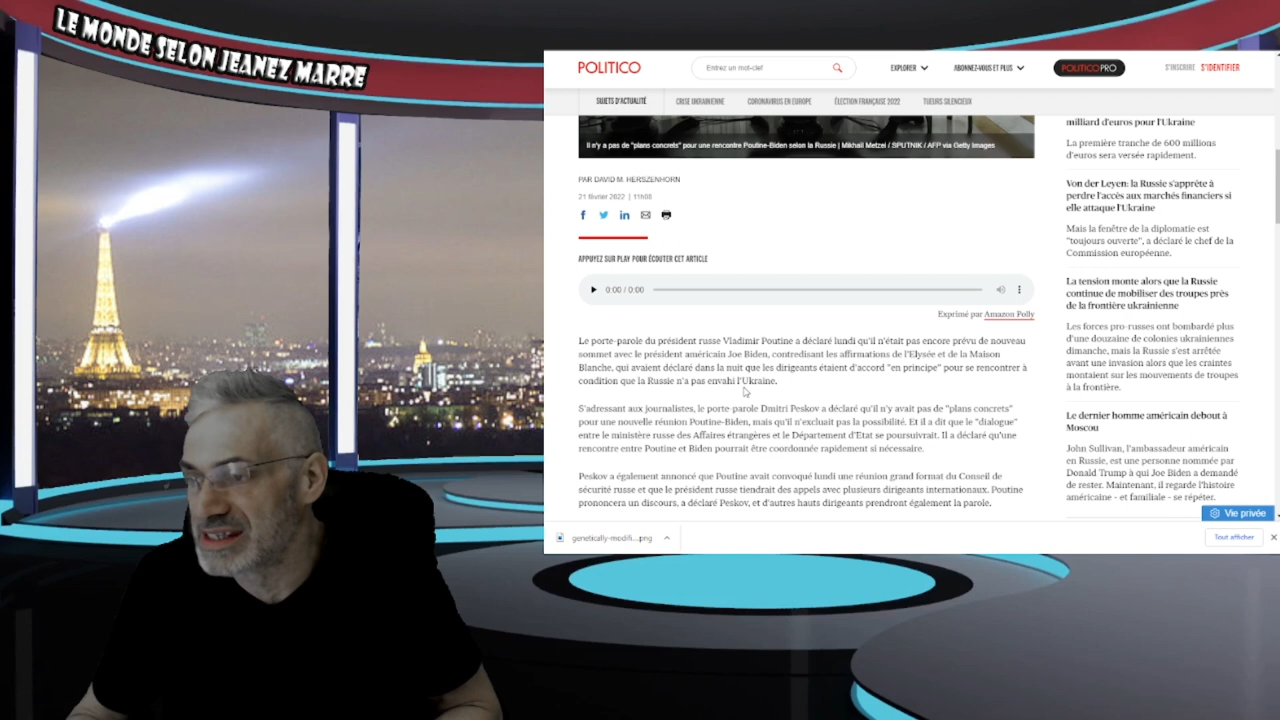 LE MONDE SELON JEANEZ MARRE
POLITICO
Entrez un mot-clef
EXPLORER
ABONNEZ-VOUS ET PLUS
POLITICO PRO
S'INSCRIRE S'IDENTIFIER
SUJETS D'ACTUALITÉ
CRISE UKRAINIENNE
CORONAVIRUS EN EUROPE
ÉLECTION FRANÇAISE 2022
TUEURS SILENCIEUX
Il n'y a pas de "plans concrets" pour une rencontre Poutine-Biden selon la Russie | Mikhail Metzel / SPUTNIK / AFP via Getty Images
PAR DAVID M. HERSZENHORN
21 février 2022 | 11h00
APPUYEZ SUR PLAY POUR ÉCOUTER CET ARTICLE
0:00 / 0:00
Exprimé par Amazon Polly
Le porte-parole du président russe Vladimir Poutine a déclaré lundi qu'il n'était pas encore prévu de nouveau
sommet avec le président américain Joe Biden, contredisant les affirmations de l'Elysée et de la Maison
Blanche, qui avaient déclaré dans la nuit que les dirigeants étaient d'accord "en principe" pour se rencontrer à
condition que la Russie n'a pas envahi l'Ukraine.
S'adressant aux journalistes, le porte-parole Dmitri Peskov a déclaré qu'il n'y avait pas de "plans concrets"
pour une nouvelle réunion Poutine-Biden, mais qu'il n'excluait pas la possibilité. Et il a dit que le "dialogue"
entre le ministère russe des Affaires étrangères et le Département d'Etat se poursuivrait. Il a déclaré qu'une
rencontre entre Poutine et Biden pourrait être coordonnée rapidement si nécessaire.
Peskov a également annoncé que Poutine avait convoqué lundi une réunion grand format du Conseil de
sécurité russe et que le président russe tiendrait des appels avec plusieurs dirigeants internationaux. Poutine
prononcera un discours, a déclaré Peskov, et d'autres hauts dirigeants prendront également la parole.
milliard d'euros pour l'Ukraine
La première tranche de 600 millions
d'euros sera versée rapidement.
Von der Leyen: la Russie s'apprête à
perdre l'accès aux marchés financiers si
elle attaque l'Ukraine
Mais la fenêtre de la diplomatie est
"toujours ouverte", a déclaré le chef de la
Commission européenne.
La tension monte alors que la Russie
continue de mobiliser des troupes près
de la frontière ukrainienne
Les forces pro-russes ont bombardé plus
d'une douzaine de colonies ukrainiennes
dimanche, mais la Russie s'est arrêtée
avant une invasion alors que les craintes
montaient sur les mouvements de troupes
à la frontière.
Le dernier homme américain debout à
Moscou
John Sullivan, l'ambassadeur américain
en Russie, est une personne nommée par
Donald Trump à qui Joe Biden a demandé
de rester. Maintenant, il regarde l'histoire
américaine - et familiale - se répéter.
Vie privée
genetically-modifi....png
Tout afficher